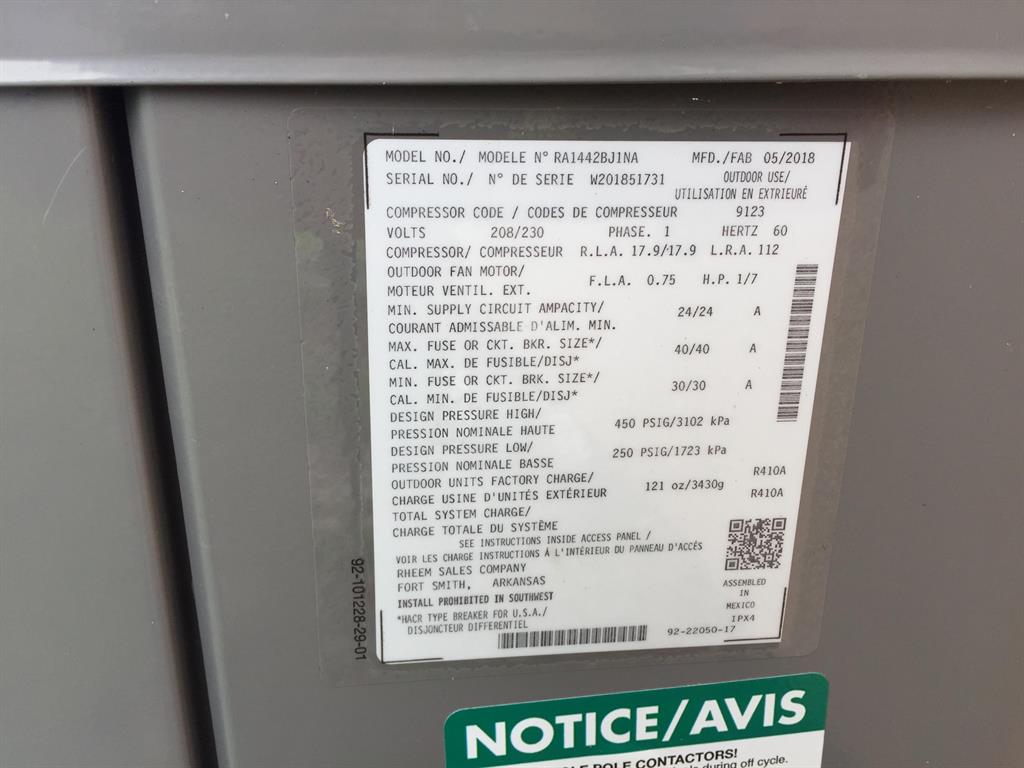 MODEL NO./ MODELE N° RA1442BJ1NA MFD./FAB 05/2018
SERIAL NO./ N° DE SERIE W201851731 OUTDOOR USE/
UTILISATION EN EXTRIEURÊ
COMPRESSOR CODE / CODES DE COMPRESSEUR 9123
VOLTS 208/230 PHASE. 1 HERTZ 60
COMPRESSOR/ COMPRESSEUR R.L.A. 17.9/17.9 L.R.A. 112
OUTDOOR FAN MOTOR/
MOTEUR VENTIL. EXT. F.L.A. 0.75 H.P. 1/7
MIN. SUPPLY CIRCUIT AMPACITY/
COURANT ADMISSABLE D'ALIM. MIN. 24/24 A
MAX. FUSE OR CKT. BKR. SIZE*/
CAL. MAX. DE FUSIBLE/DISJ* 40/40 A
MIN. FUSE OR CKT. BRK. SIZE*/
CAL. MIN. DE FUSIBLE/DISJ* 30/30 A
DESIGN PRESSURE HIGH/
PRESSION NOMINALE HAUTE 450 PSIG/3102 kPa
DESIGN PRESSURE LOW/
PRESSION NOMINALE BASSE 250 PSIG/1723 kPa
OUTDOOR UNITS FACTORY CHARGE/ R410A
CHARGE USINE D'UNITÉS EXTÉRIEUR 121 oz/3430g
TOTAL SYSTEM CHARGE/ R410A
CHARGE TOTALE DU SYSTÈME
SEE INSTRUCTIONS INSIDE ACCESS PANEL /
VOIR LES CHARGE INSTRUCTIONS À L'INTÉRIEUR DU PANNEAU D'ACCÈS
RHEEM SALES COMPANY
FORT SMITH, ARKANSAS
INSTALL PROHIBITED IN SOUTHWEST
*HACR TYPE BREAKER FOR U.S.A./
DISJONCTEUR DIFFERENTIEL
ASSEMBLED
IN
MEXICO
IPX4
92-22050-17
92-101228-29-01
NOTICE/AVIS
POLE CONTACTORS!
during off cycle.